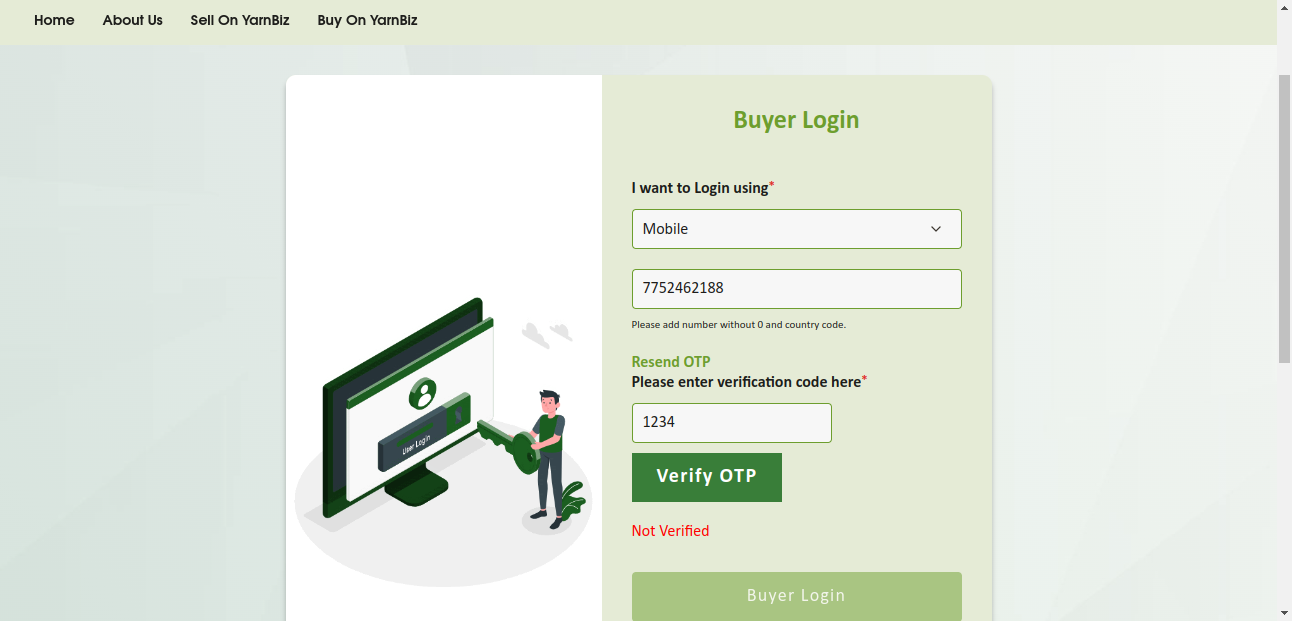 Home About Us Sell On YarnBiz Buy On YarnBiz
Buyer Login
I want to Login using*
Mobile
7752462188
Please add number without 0 and country code.
Resend OTP
Please enter verification code here*
1234
Verify OTP
Not Verified
Buyer Login
User Login